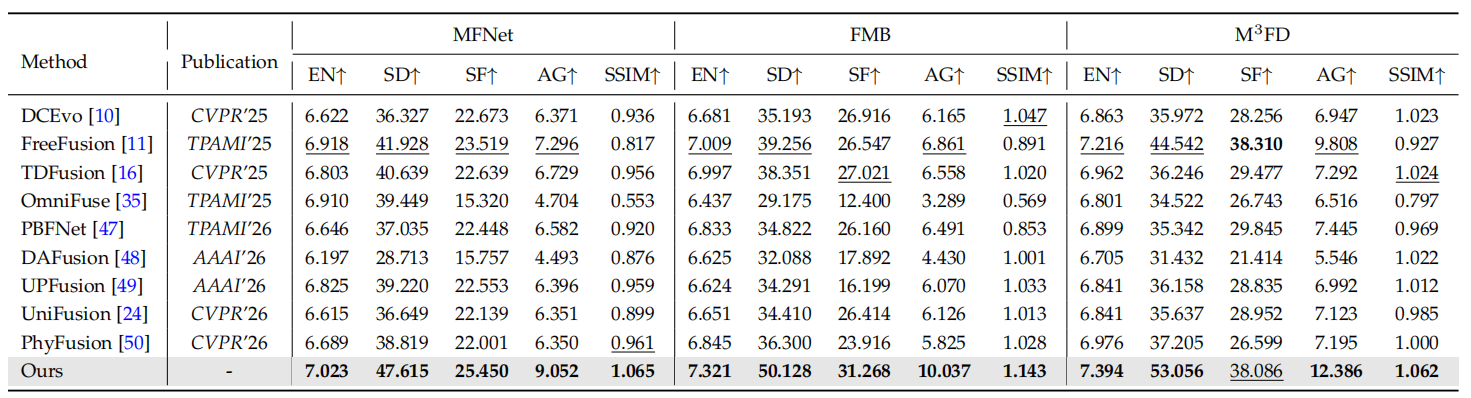 Method Publication MFNet FMB M³FD
EN↑ SD↑ SF↑ AG↑ SSIM↑ EN↑ SD↑ SF↑ AG↑ SSIM↑ EN↑ SD↑ SF↑ AG↑ SSIM↑
DCEvo [10] CVPR'25 6.622 36.327 22.673 6.371 0.936 6.681 35.193 26.916 6.165 1.047 6.863 35.972 28.256 6.947 1.023
FreeFusion [11] TPAMI'25 6.918 41.928 23.519 7.296 0.817 7.009 39.256 26.547 6.861 0.891 7.216 44.542 38.310 9.808 0.927
TDFusion [16] CVPR'25 6.803 40.639 22.639 6.729 0.956 6.997 38.351 27.021 6.558 1.020 6.962 36.246 29.477 7.292 1.024
OmniFuse [35] TPAMI'25 6.910 39.449 15.320 4.704 0.553 6.437 29.175 12.400 3.289 0.569 6.801 34.522 26.743 6.516 0.797
PBFNet [47] TPAMI'26 6.646 37.035 22.448 6.582 0.920 6.833 34.822 26.160 6.491 0.853 6.899 35.342 29.845 7.445 0.969
DAFusion [48] AAAI'26 6.197 28.713 15.757 4.493 0.876 6.625 32.088 17.892 4.430 1.001 6.705 31.432 21.414 5.546 1.022
UPFusion [49] AAAI'26 6.825 39.220 22.553 6.396 0.959 6.624 34.291 16.199 6.070 1.033 6.841 36.158 28.835 6.992 1.012
UniFusion [24] CVPR'26 6.615 36.649 22.139 6.351 0.899 6.651 34.410 26.414 6.126 1.013 6.841 35.637 28.952 7.123 0.985
PhyFusion [50] CVPR'26 6.689 38.819 22.001 6.350 0.961 6.845 36.300 23.916 5.825 1.028 6.976 37.205 26.599 7.195 1.000
Ours - 7.023 47.615 25.450 9.052 1.065 7.321 50.128 31.268 10.037 1.143 7.394 53.056 38.086 12.386 1.062